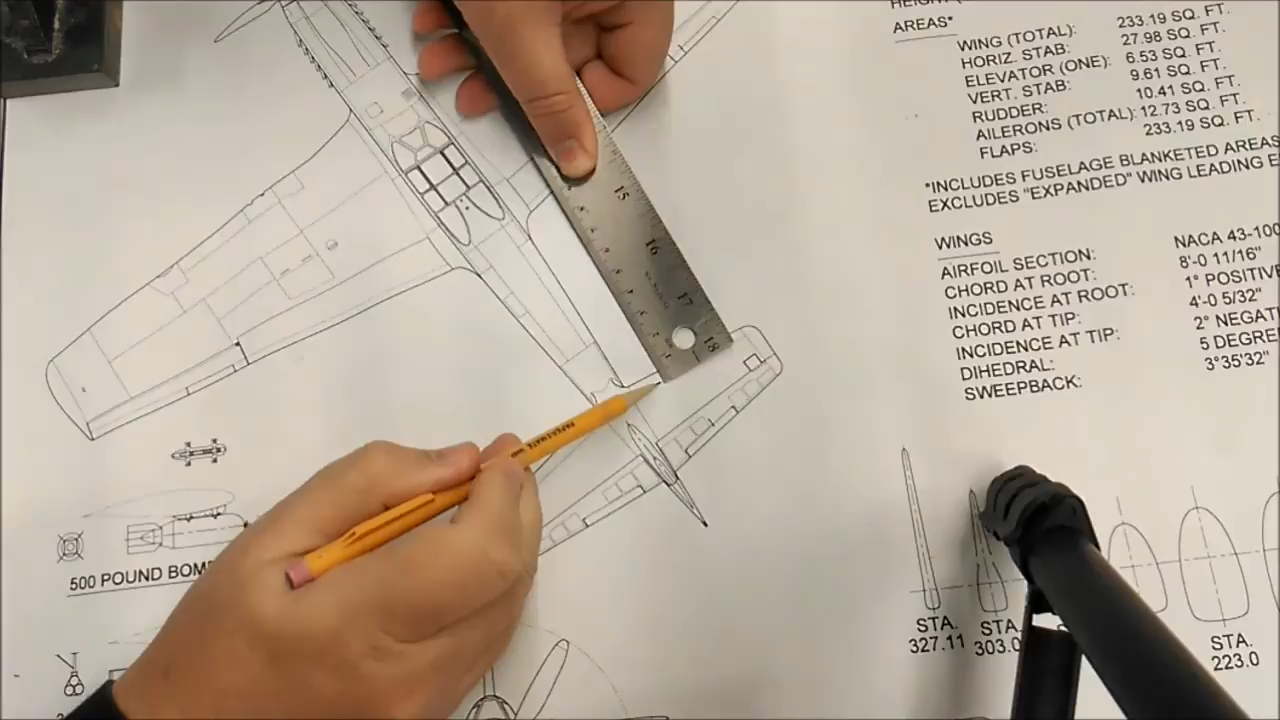 AREAS*
WING (TOTAL): 233.19 SQ. FT.
HORIZ. STAB: 27.98 SQ. FT.
ELEVATOR (ONE): 6.53 SQ. FT.
VERT. STAB: 9.61 SQ. FT.
RUDDER: 10.41 SQ. FT.
AILERONS (TOTAL): 12.73 SQ. FT.
FLAPS: 233.19 SQ. FT.
*INCLUDES FUSELAGE BLANKETED AREAS
EXCLUDES "EXPANDED" WING LEADING E
WINGS
AIRFOIL SECTION: NACA 43-100
CHORD AT ROOT: 8'-0 11/16"
INCIDENCE AT ROOT: 1° POSITIVE
CHORD AT TIP: 4'-0 5/32"
INCIDENCE AT TIP: 2° NEGAT
DIHEDRAL: 5 DEGREE
SWEEPBACK: 3°35'32"
15
16
17
18
PAPERMATE
500 POUND BOMB
STA.
327.11
STA.
303.0
STA.
223.0